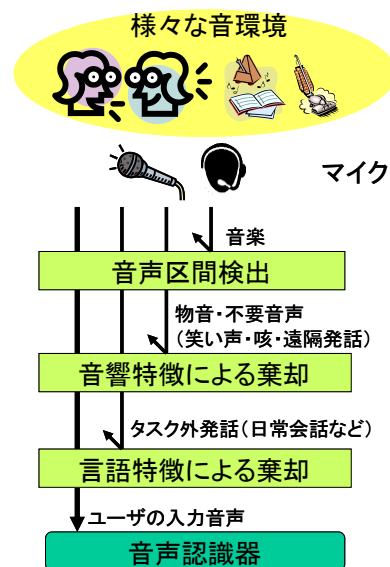 様々な音環境
マイク
音楽
音声区間検出
物音・不要音声
(笑い声・咳・遠隔発話)
音響特徴による棄却
タスク外発話(日常会話など)
言語特徴による棄却
ユーザの入力音声
音声認識器